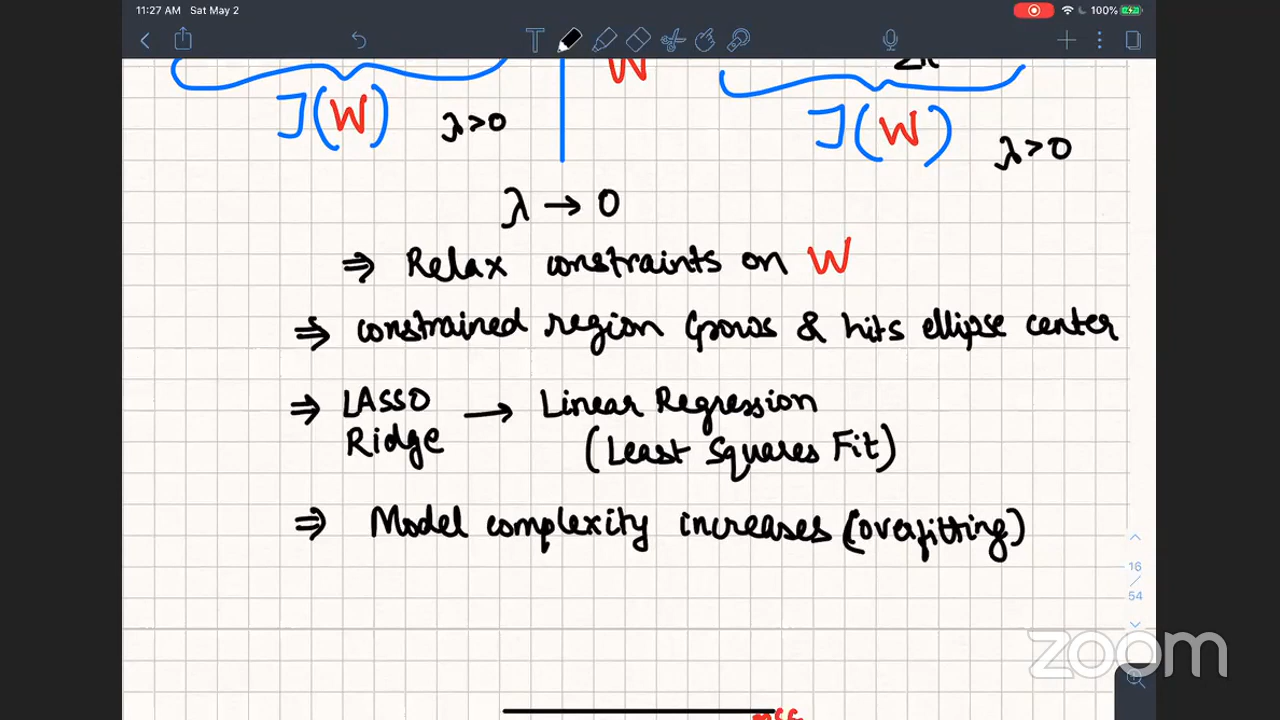 11:27 AM Sat May 2
100%
W
J(W) λ>0
J(W) λ>0
λ → 0
⇒ Relax constraints on W
⇒ constrained region Grows & hits ellipse center
⇒ LASSO → Linear Regression
Ridge (Least Squares Fit)
⇒ Model complexity increases (overfitting)
16
/
54
zoom